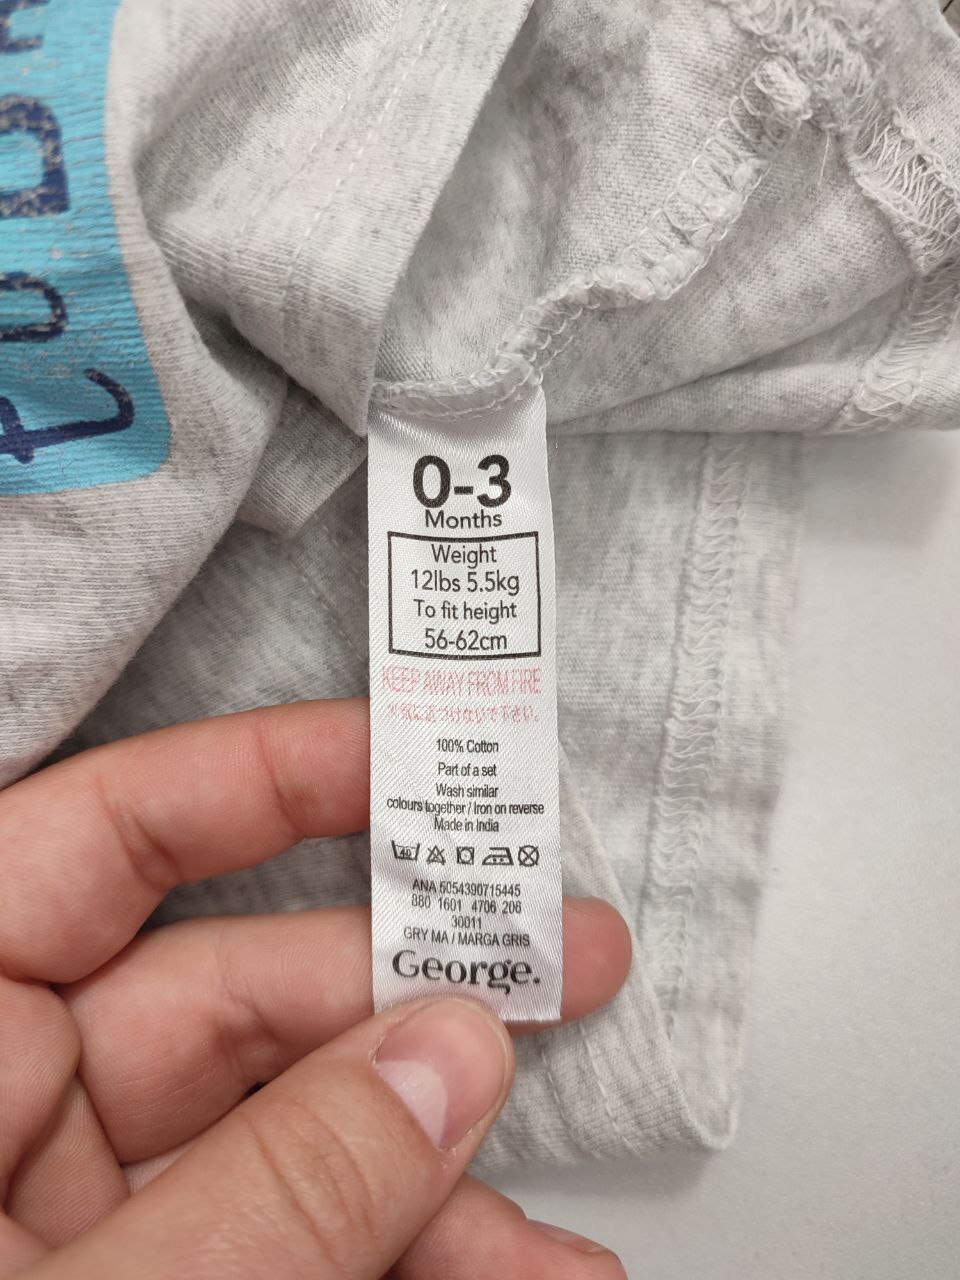 0-3
Months
Weight
12lbs 5.5kg
To fit height
56-62cm
KEEP AWAY FROM FIRE
100% Cotton
Part of a set
Wash similar
colours together / Iron on reverse
Made in India
40
ANA 5054390715445
880 1601 4706 206
30011
GRY MA / MARGA GRIS
George.